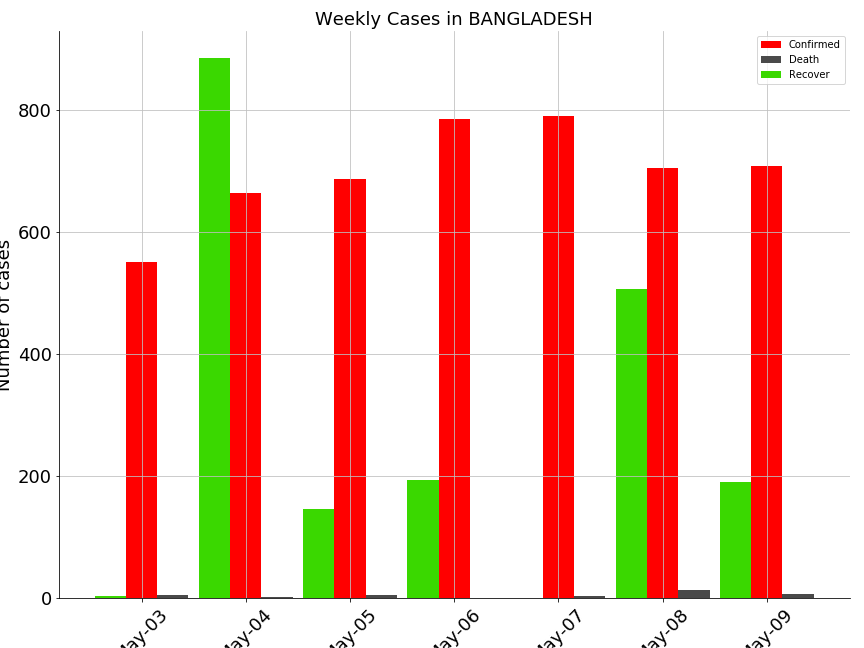 Weekly Cases in BANGLADESH
Confirmed
Death
Recover
Number of cases
800
600
400
200
0
May-03
May-04
May-05
May-06
May-07
May-08
May-09